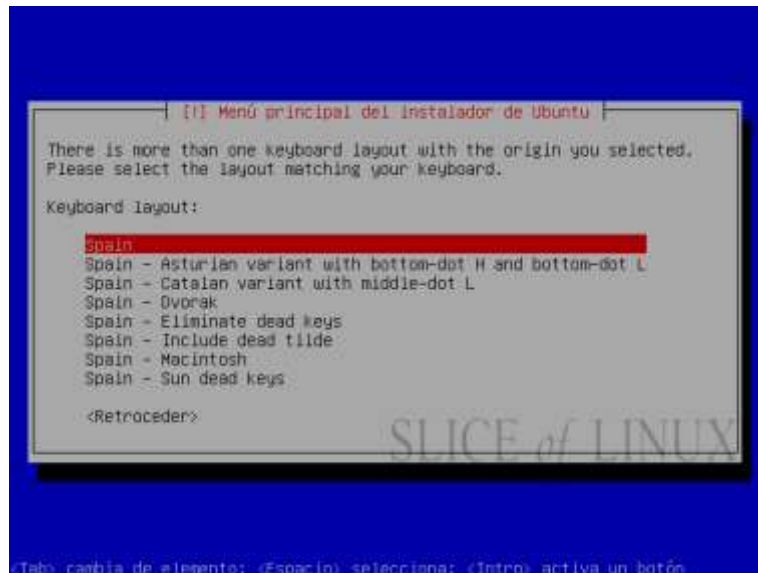 [!] Menú principal del instalador de Ubuntu
There is more than one keyboard layout with the origin you selected.
Please select the layout matching your keyboard.
Keyboard layout:
Spain
Spain - Asturian variant with bottom-dot H and bottom-dot L
Spain - Catalan variant with middle-dot L
Spain - Dvorak
Spain - Eliminate dead keys
Spain - Include dead tilde
Spain - Macintosh
Spain - Sun dead keys
<Retroceder>
SLICE of LINUX
<Tab> cambia de elemento; <Espacio> selecciona; <Intro> activa un botón